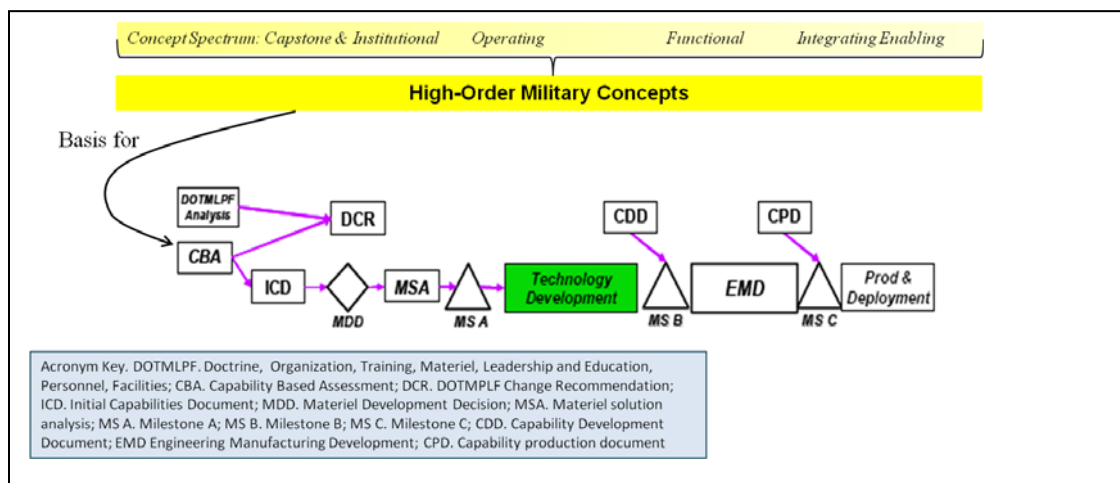 Concept Spectrum: Capstone & Institutional Operating Functional Integrating Enabling
High-Order Military Concepts
Basis for
DOTMLPF
Analysis
DCR
CDD
CPD
CBA
ICD
MDD
MSA
MS A
Technology
Development
MS B
EMD
MS C
Prod &
Deployment
Acronym Key. DOTMLPF. Doctrine, Organization, Training, Materiel, Leadership and Education,
Personnel, Facilities; CBA. Capability Based Assessment; DCR. DOTMPLF Change Recommendation;
ICD. Initial Capabilities Document; MDD. Materiel Development Decision; MSA. Materiel solution
analysis; MS A. Milestone A; MS B. Milestone B; MS C. Milestone C; CDD. Capability Development
Document; EMD Engineering Manufacturing Development; CPD. Capability production document